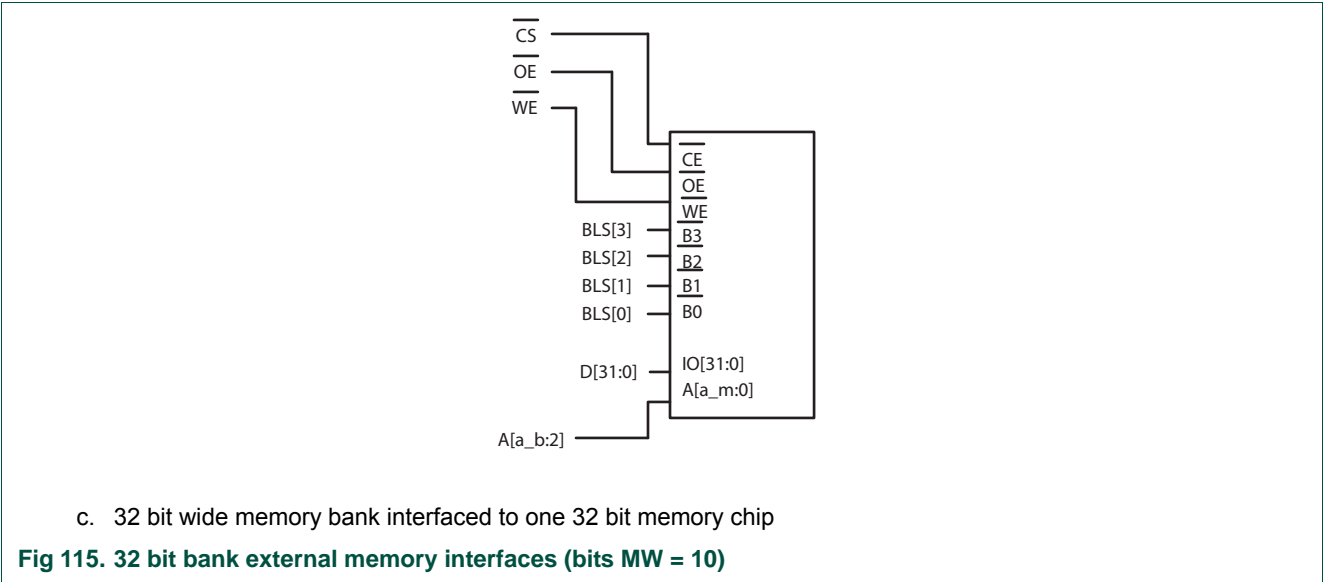 CS
OE
WE
CE
OE
WE
BLS[3]
B3
BLS[2]
B2
BLS[1]
B1
BLS[0]
B0
D[31:0]
IO[31:0]
A[a_m:0]
A[a_b:2]
c. 32 bit wide memory bank interfaced to one 32 bit memory chip
Fig 115. 32 bit bank external memory interfaces (bits MW = 10)